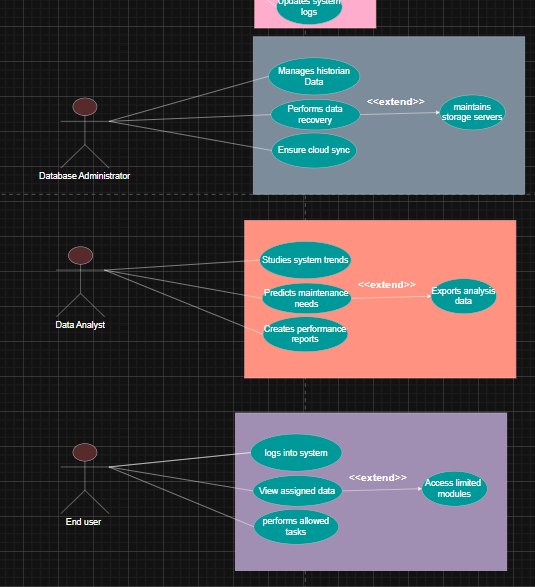 Updates system
logs
Manages historian
Data
<<extend>>
Performs data
recovery
maintains
storage servers
Ensure cloud sync
Database Administrator
Studies system trends
<<extend>>
Predicts maintenance
needs
Exports analysis
data
Creates performance
reports
Data Analyst
logs into system
<<extend>>
View assigned data
Access limited
modules
performs allowed
tasks
End user